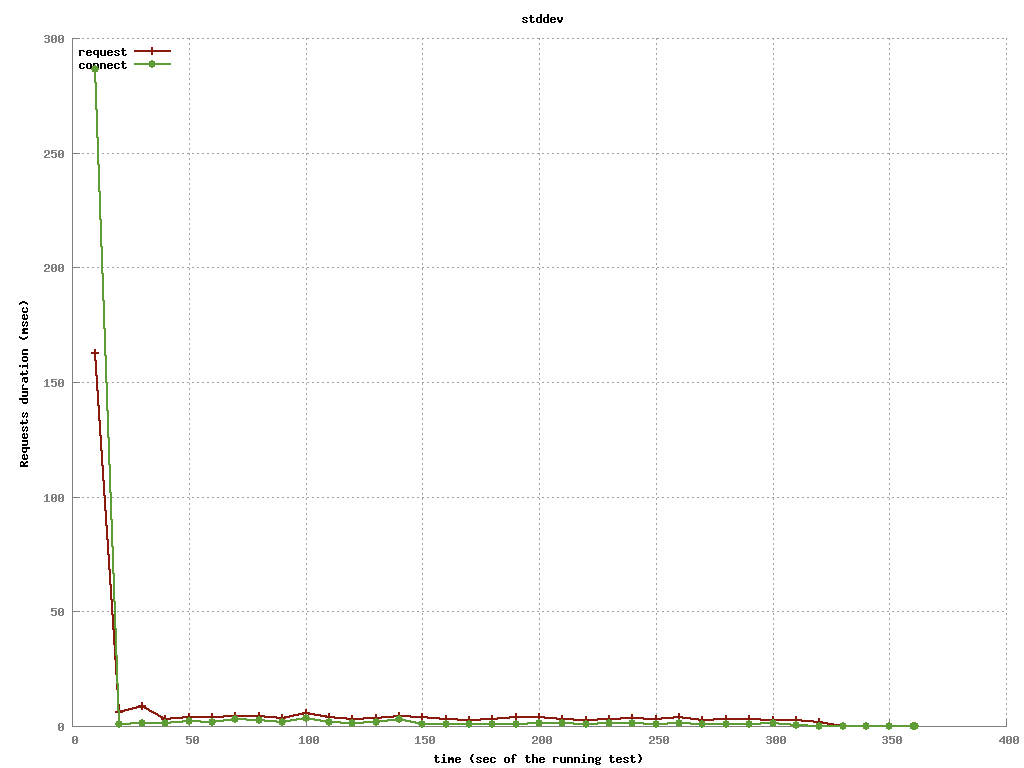 stddev
300
request
connect
250
200
150
100
50
0
Requests duration (msec)
0 50 100 150 200 250 300 350 400
time (sec of the running test)